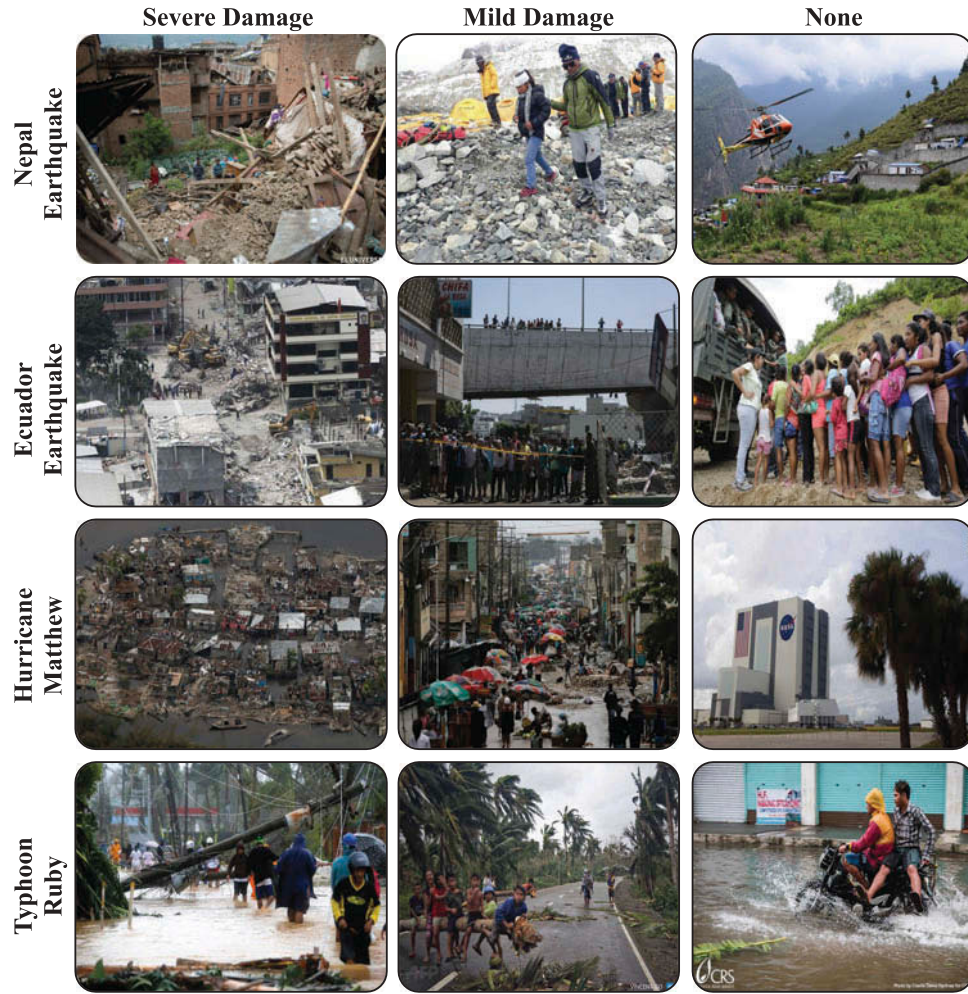 Severe Damage
Mild Damage
None
Nepal
Earthquake
Ecuador
Earthquake
CHIFA
Hurricane
Matthew
NASA
Typhoon
Ruby
CRS